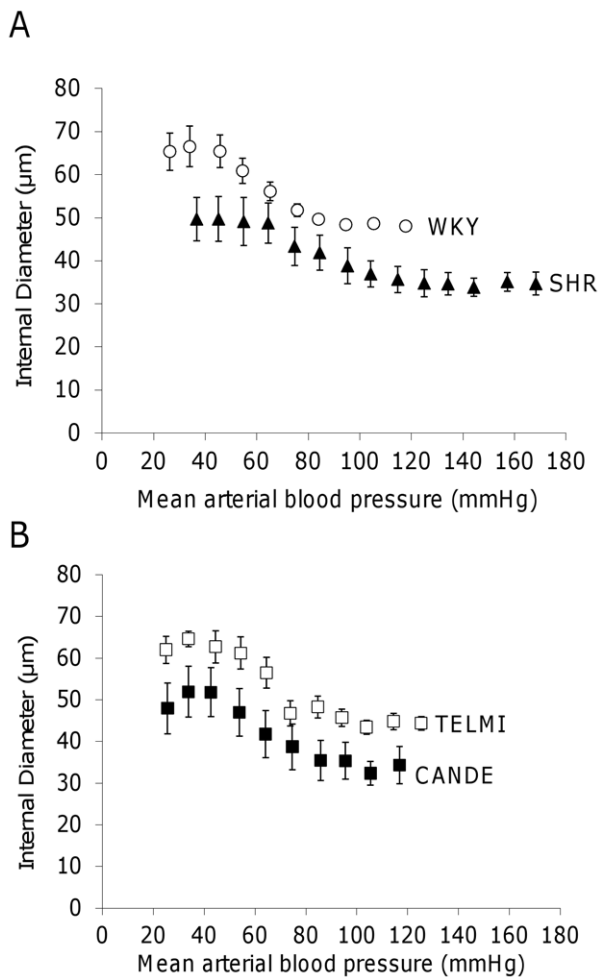 A
80
70
60
50
40
30
20
10
0
Internal Diameter (µm)
WKY
SHR
0 20 40 60 80 100 120 140 160 180
Mean arterial blood pressure (mmHg)
B
80
70
60
50
40
30
20
10
0
Internal Diameter (µm)
TELMI
CANDE
0 20 40 60 80 100 120 140 160 180
Mean arterial blood pressure (mmHg)